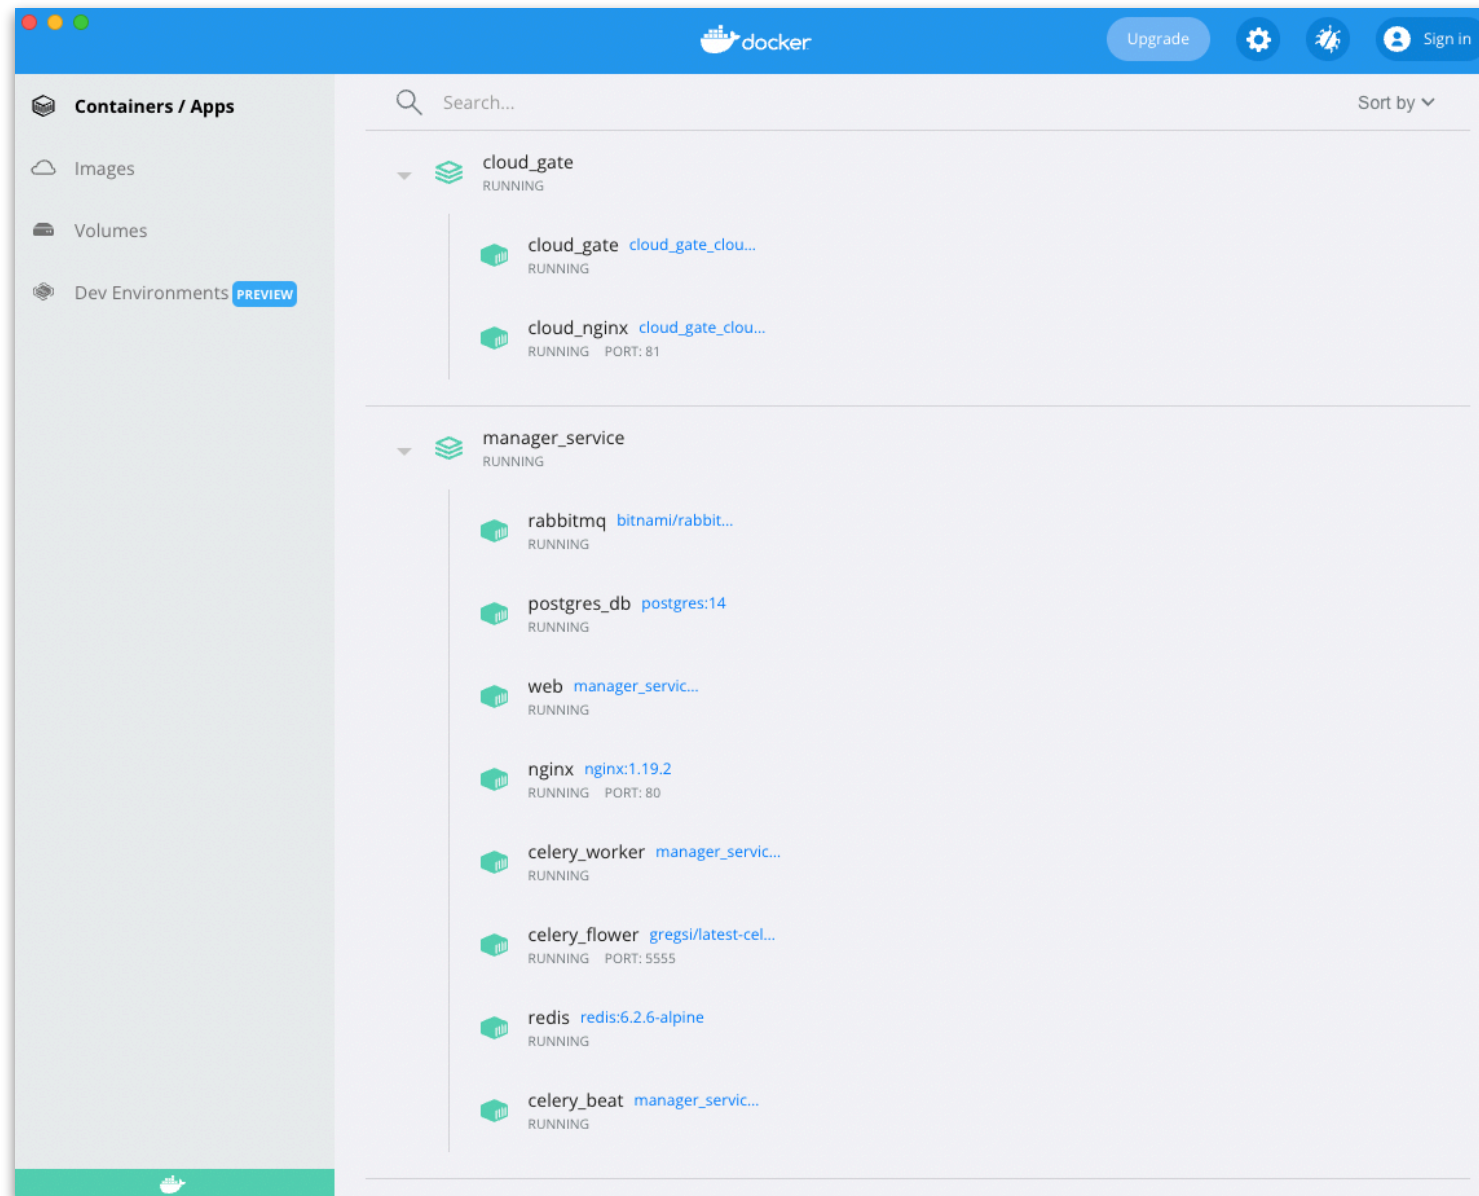 docker
Upgrade
Sign in
Containers / Apps
Images
Volumes
Dev Environments PREVIEW
Search...
Sort by
cloud_gate
RUNNING
cloud_gate cloud_gate_clou...
RUNNING
cloud_nginx cloud_gate_clou...
RUNNING PORT: 81
manager_service
RUNNING
rabbitmq bitnami/rabbit...
RUNNING
postgres_db postgres:14
RUNNING
web manager_servic...
RUNNING
nginx nginx:1.19.2
RUNNING PORT: 80
celery_worker manager_servic...
RUNNING
celery_flower gregsi/latest-cel...
RUNNING PORT: 5555
redis redis:6.2.6-alpine
RUNNING
celery_beat manager_servic...
RUNNING